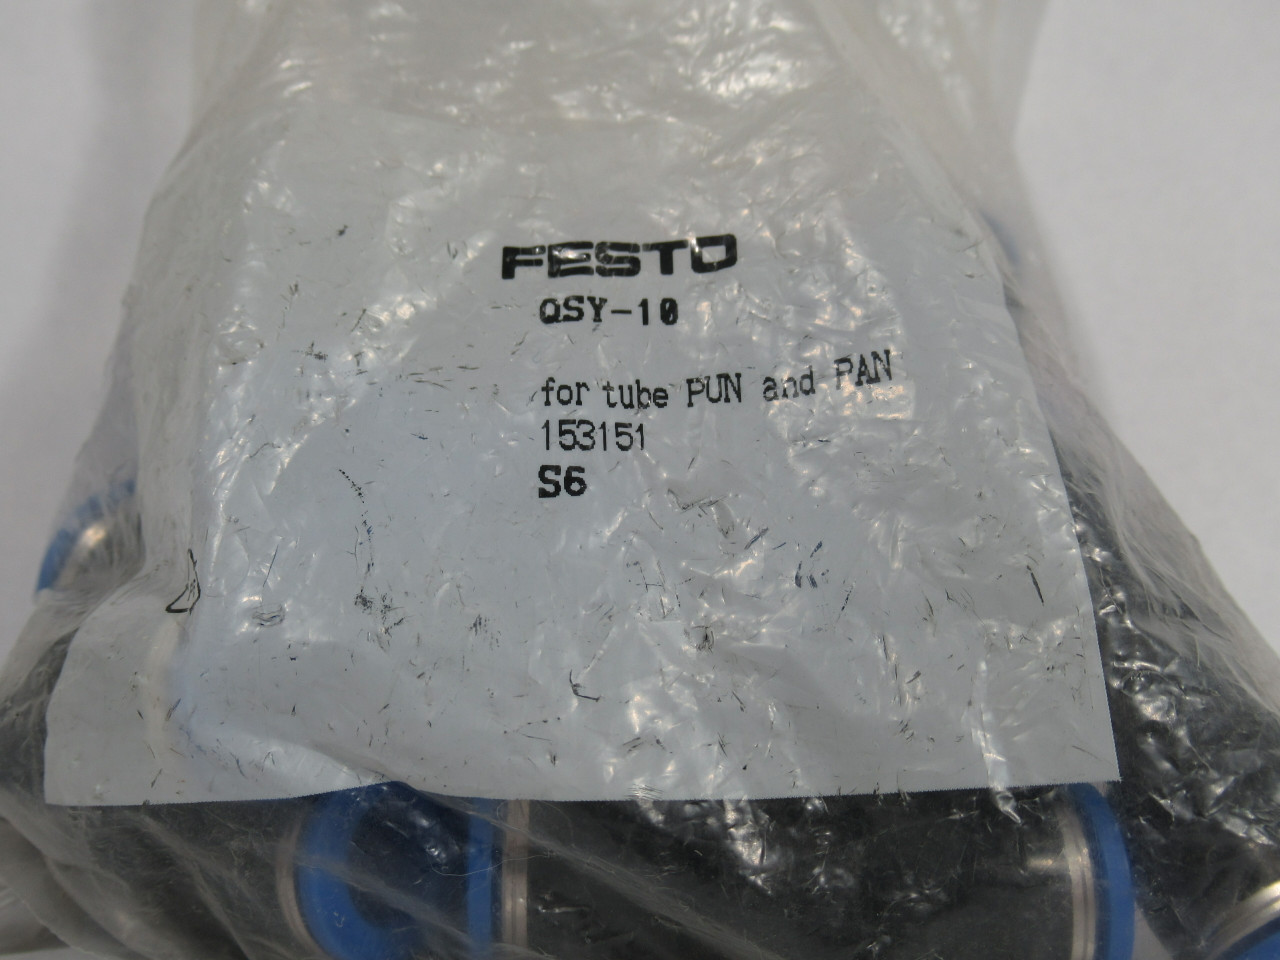 FESTO
QSY-10
for tube PUN and PAN
153151
S6